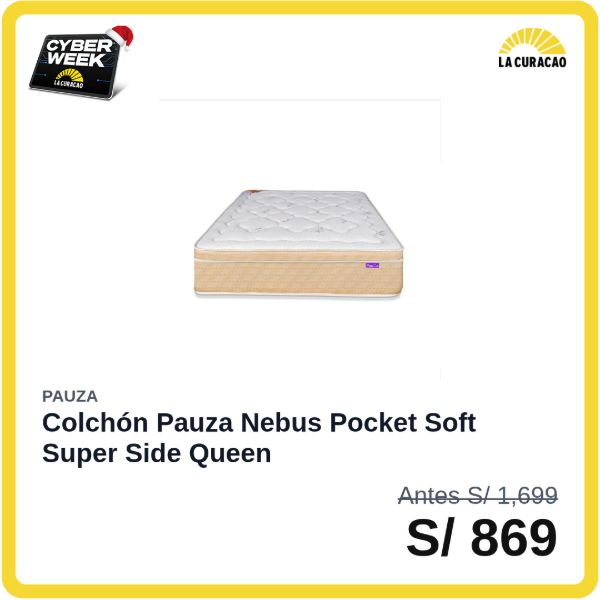 CYBER
WEEK
LA CURACAO
LA CURACAO
PAUZA
Colchón Pauza Nebus Pocket Soft
Super Side Queen
Antes S/ 1,699
S/ 869